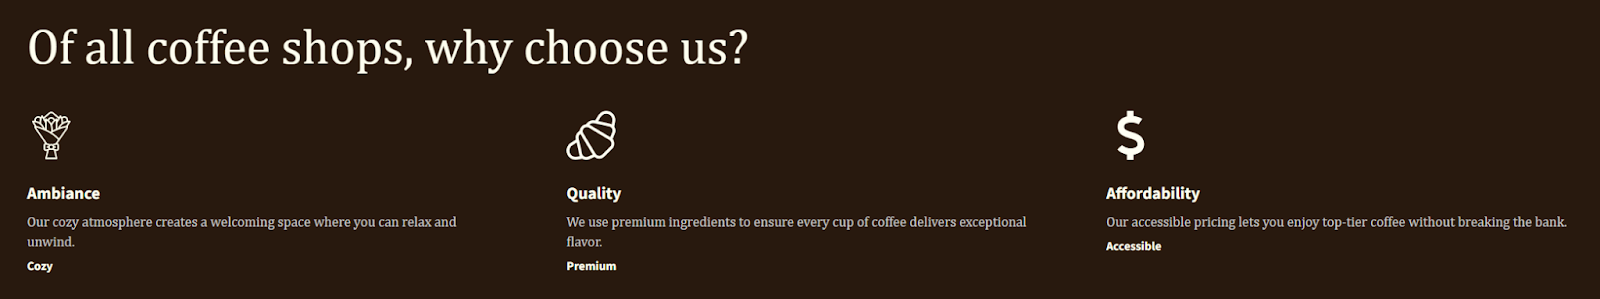 Of all coffee shops, why choose us?
Ambiance
Our cozy atmosphere creates a welcoming space where you can relax and
unwind.
Cozy
Quality
We use premium ingredients to ensure every cup of coffee delivers exceptional
flavor.
Premium
$
Affordability
Our accessible pricing lets you enjoy top-tier coffee without breaking the bank.
Accessible